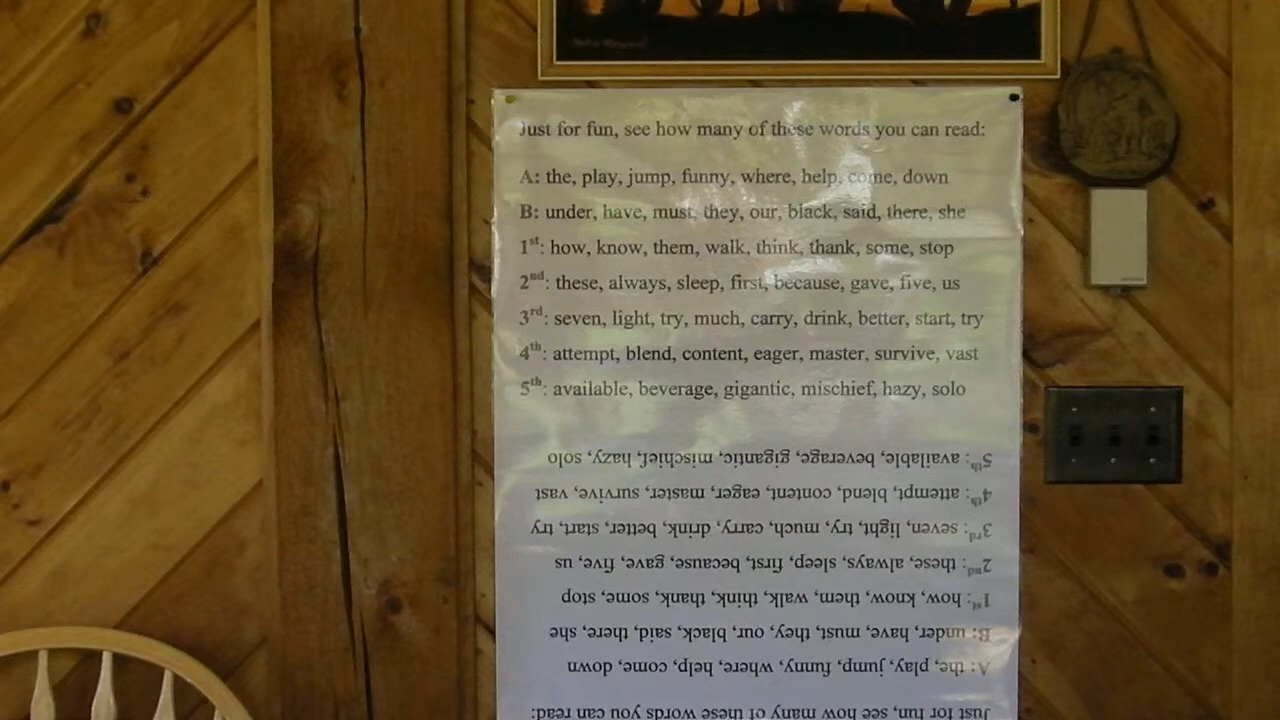 Just for fun, see how many of these words you can read:
A: the, play, jump, funny, where, help, come, down
B: under, have, must, they, our, black, said, there, she
1st: how, know, them, walk, think, thank, some, stop
2nd: these, always, sleep, first, because, gave, five, us
3rd: seven, light, try, much, carry, drink, better, start, try
4th: attempt, blend, content, eager, master, survive, vast
5th: available, beverage, gigantic, mischief, hazy, solo
5th: available, beverage, gigantic, mischief, hazy, solo
4th: attempt, blend, content, eager, master, survive, vast
3rd: seven, light, try, much, carry, drink, better, start, try
2nd: these, always, sleep, first, because, gave, five, us
1st: how, know, them, walk, think, thank, some, stop
B: under, have, must, they, our, black, said, there, she
A: the, play, jump, funny, where, help, come, down
Just for fun, see how many of these words you can read: